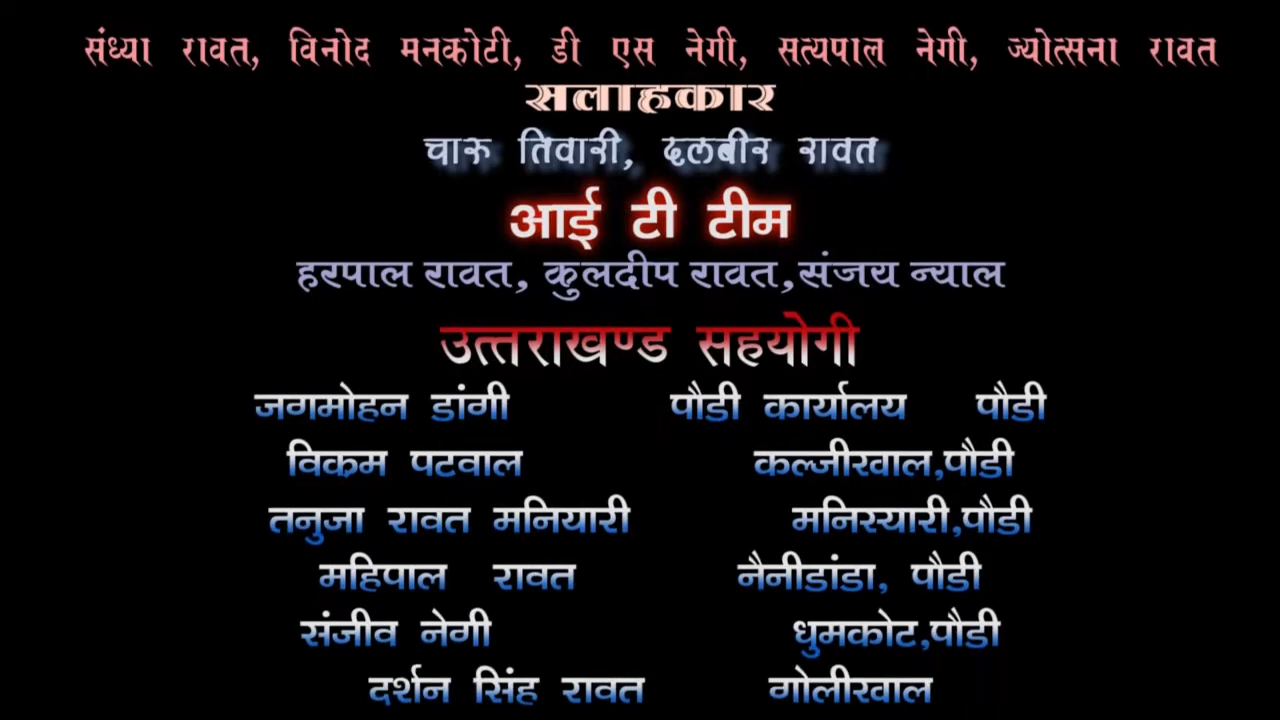 संध्या रावत, विनोद मनकोटी, डी एस नेगी, सत्यपाल नेगी, ज्योत्सना रावत
सलाहकार
चारु तिवारी, दलबीर रावत
आई टी टीम
हरपाल रावत, कुलदीप रावत,संजय न्याल
उत्तराखण्ड सहयोगी
जगमोहन डांगी पौडी कार्यालय पौडी
विक्रम पटवाल कल्जीखाल,पौडी
तनुजा रावत मनियारी मनिस्यारी,पौडी
महिपाल रावत नैनीडांडा, पौडी
संजीव नेगी धुमकोट,पौडी
दर्शन सिंह रावत गोलीखाल